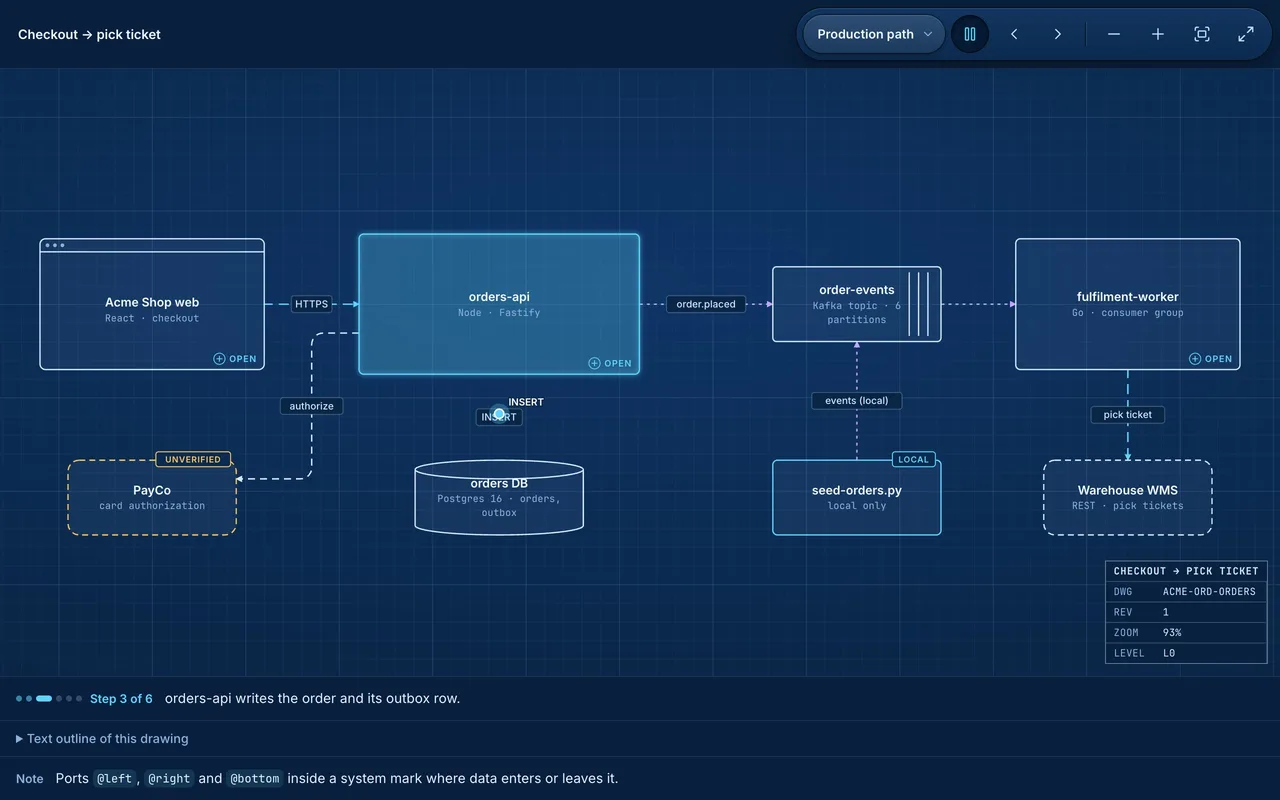 Checkout → pick ticket
Production path
Acme Shop web
React · checkout
OPEN
HTTPS
orders-api
Node · Fastify
OPEN
order.placed
order-events
Kafka topic · 6
partitions
fulfilment-worker
Go · consumer group
OPEN
authorize
INSERT
INSERT
events (local)
pick ticket
UNVERIFIED
PayCo
card authorization
orders DB
Postgres 16 · orders,
outbox
LOCAL
seed-orders.py
local only
Warehouse WMS
REST · pick tickets
CHECKOUT → PICK TICKET
DWG ACME-ORD-ORDERS
REV 1
ZOOM 93%
LEVEL L0
Step 3 of 6 orders-api writes the order and its outbox row.
Text outline of this drawing
Note Ports @left, @right and @bottom inside a system mark where data enters or leaves it.